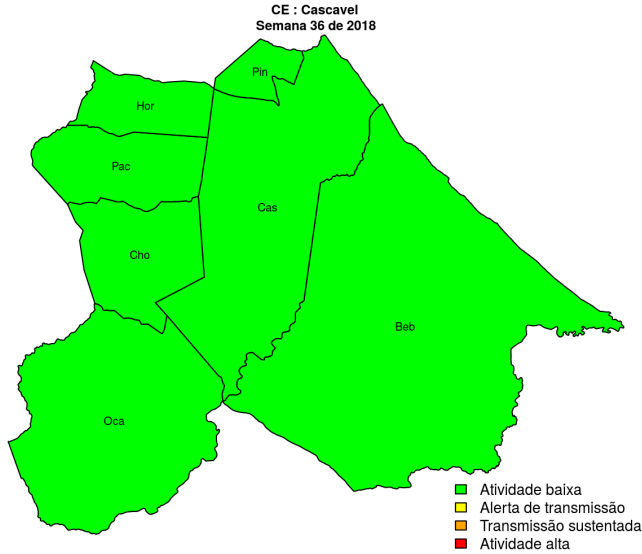 CE : Cascavel
Semana 36 de 2018
Pin
Hor
Pac
Cas
Cho
Beb
Oca
Atividade baixa
Alerta de transmissão
Transmissão sustentada
Atividade alta